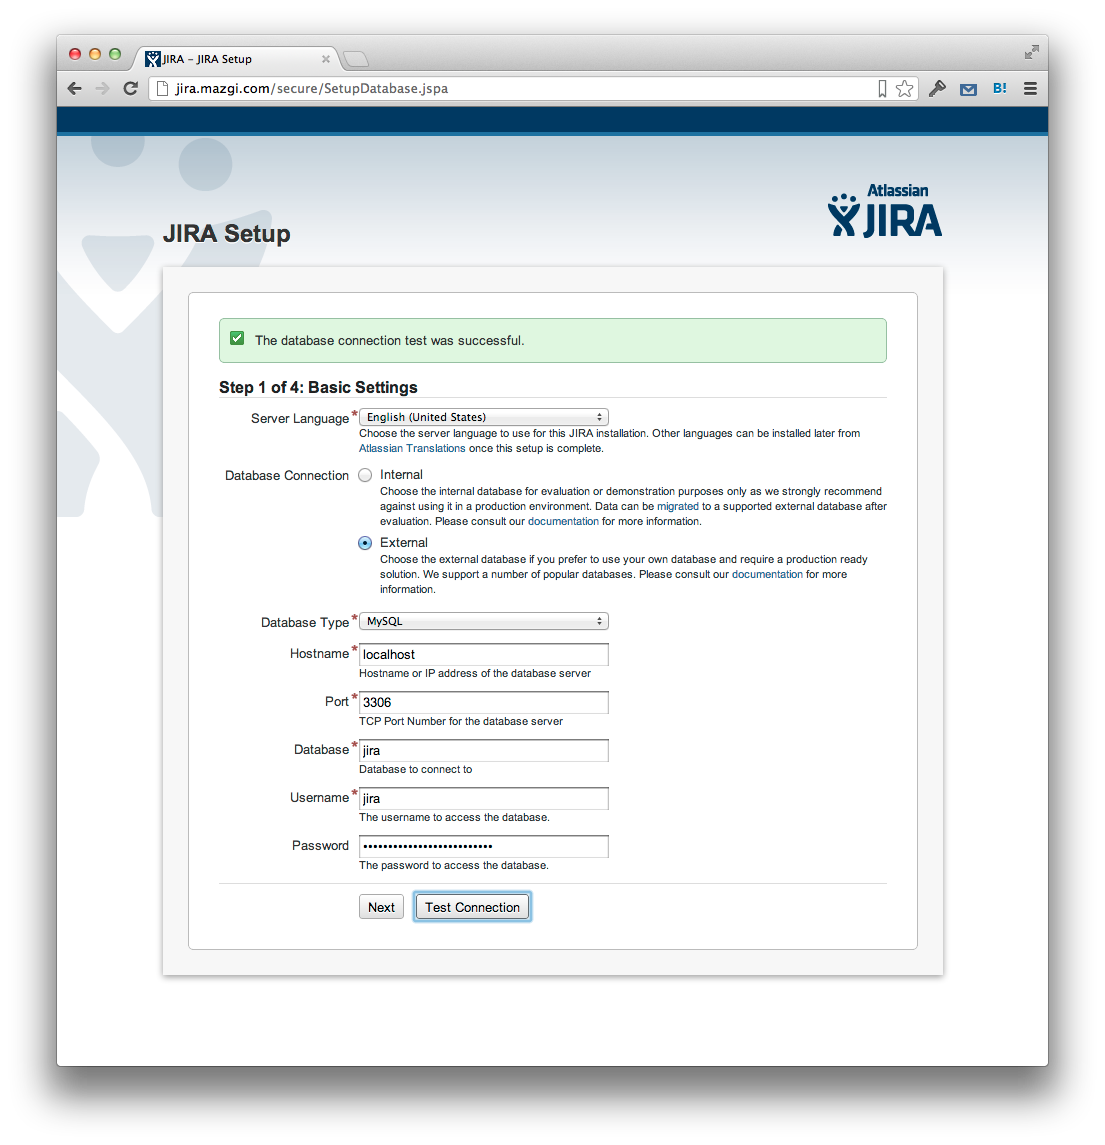 JIRA - JIRA Setup
jira.mazgi.com/secure/SetupDatabase.jspa
B!
Atlassian
JIRA
JIRA Setup
The database connection test was successful.
Step 1 of 4: Basic Settings
Server Language* English (United States)
Choose the server language to use for this JIRA installation. Other languages can be installed later from
Atlassian Translations once this setup is complete.
Database Connection Internal
Choose the internal database for evaluation or demonstration purposes only as we strongly recommend
against using it in a production environment. Data can be migrated to a supported external database after
evaluation. Please consult our documentation for more information.
External
Choose the external database if you prefer to use your own database and require a production ready
solution. We support a number of popular databases. Please consult our documentation for more
information.
Database Type* MySQL
Hostname* localhost
Hostname or IP address of the database server
Port* 3306
TCP Port Number for the database server
Database* jira
Database to connect to
Username* jira
The username to access the database.
Password ••••••••••••••••••••••••••
The password to access the database.
Next Test Connection